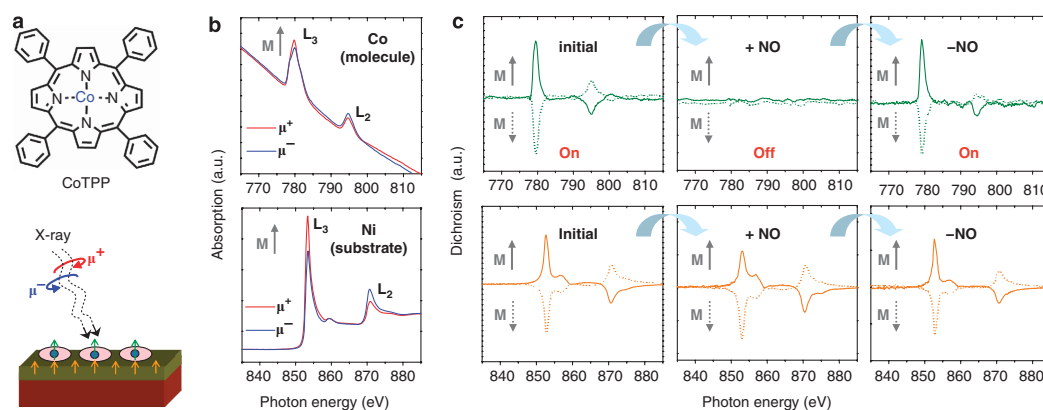 a
N
N
Co
N
N
CoTPP
X-ray
μ+
μ−
b
M
L3
Co
(molecule)
L2
μ+
μ−
770 780 790 800 810
Absorption (a.u.)
M
L3
Ni
(substrate)
L2
μ+
μ−
840 850 860 870 880
Photon energy (eV)
c
initial
M
M
On
770 780 790 800 810
+ NO
M
M
Off
770 780 790 800 810
−NO
M
M
On
770 780 790 800 810
Dichroism (a.u.)
Initial
M
M
840 850 860 870 880
+ NO
M
M
840 850 860 870 880
−NO
M
M
840 850 860 870 880
Photon energy (eV)